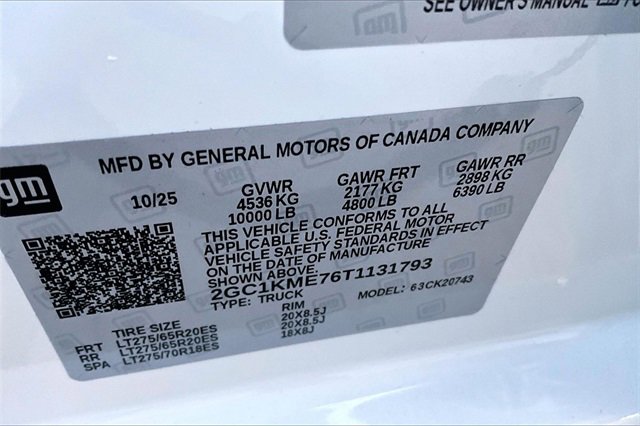 SEE OWNER'S MANUAL
gm
MFD BY GENERAL MOTORS OF CANADA COMPANY
10/25
GVWR
4536 KG
10000 LB
GAWR FRT
2177 KG
4800 LB
GAWR RR
2898 KG
6390 LB
THIS VEHICLE CONFORMS TO ALL
APPLICABLE U.S. FEDERAL MOTOR
VEHICLE SAFETY STANDARDS IN EFFECT
ON THE DATE OF MANUFACTURE
SHOWN ABOVE.
2GC1KME76T1131793
TYPE: TRUCK MODEL: 63CK20743
TIRE SIZE RIM
FRT LT275/65R20ES 20X8.5J
RR LT275/65R20ES 20X8.5J
SPA LT275/70R18ES 18X8J